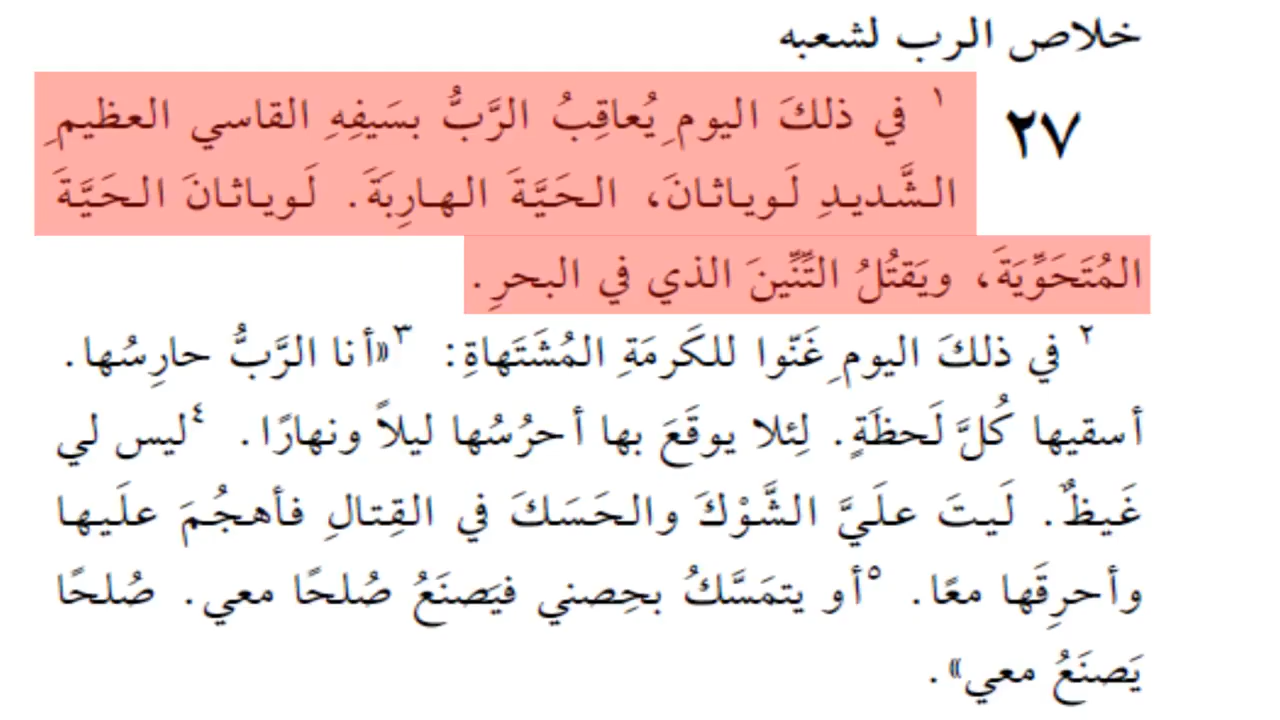 خلاص الرب لشعبه
٢٧
١ في ذلكَ اليومِ يُعاقِبُ الرَّبُّ بسَيفِهِ القاسي العظيمِ
الشَّديدِ لَوياثانَ، الحَيَّةَ الهارِبَةَ. لَوياثانَ الحَيَّةَ
المُتَحَوِّيَةَ، ويَقتُلُ التِّنِّينَ الذي في البحرِ.
٢ في ذلكَ اليومِ غَنّوا للكَرمَةِ المُشَتَهاةِ: ٣«أنا الرَّبُّ حارِسُها.
أسقيها كُلَّ لَحظَةٍ. لِئلا يوقَعَ بها أحرُسُها ليلاً ونهارًا. ٤ليس لي
غَيظٌ. لَيتَ علَيَّ الشَّوْكَ والحَسَكَ في القِتالِ فأهجُمَ علَيها
وأحرِقَها معًا. ٥أو يتمَسَّكُ بحِصني فيَصنَعُ صُلحًا معي. صُلحًا
يَصنَعُ معي».